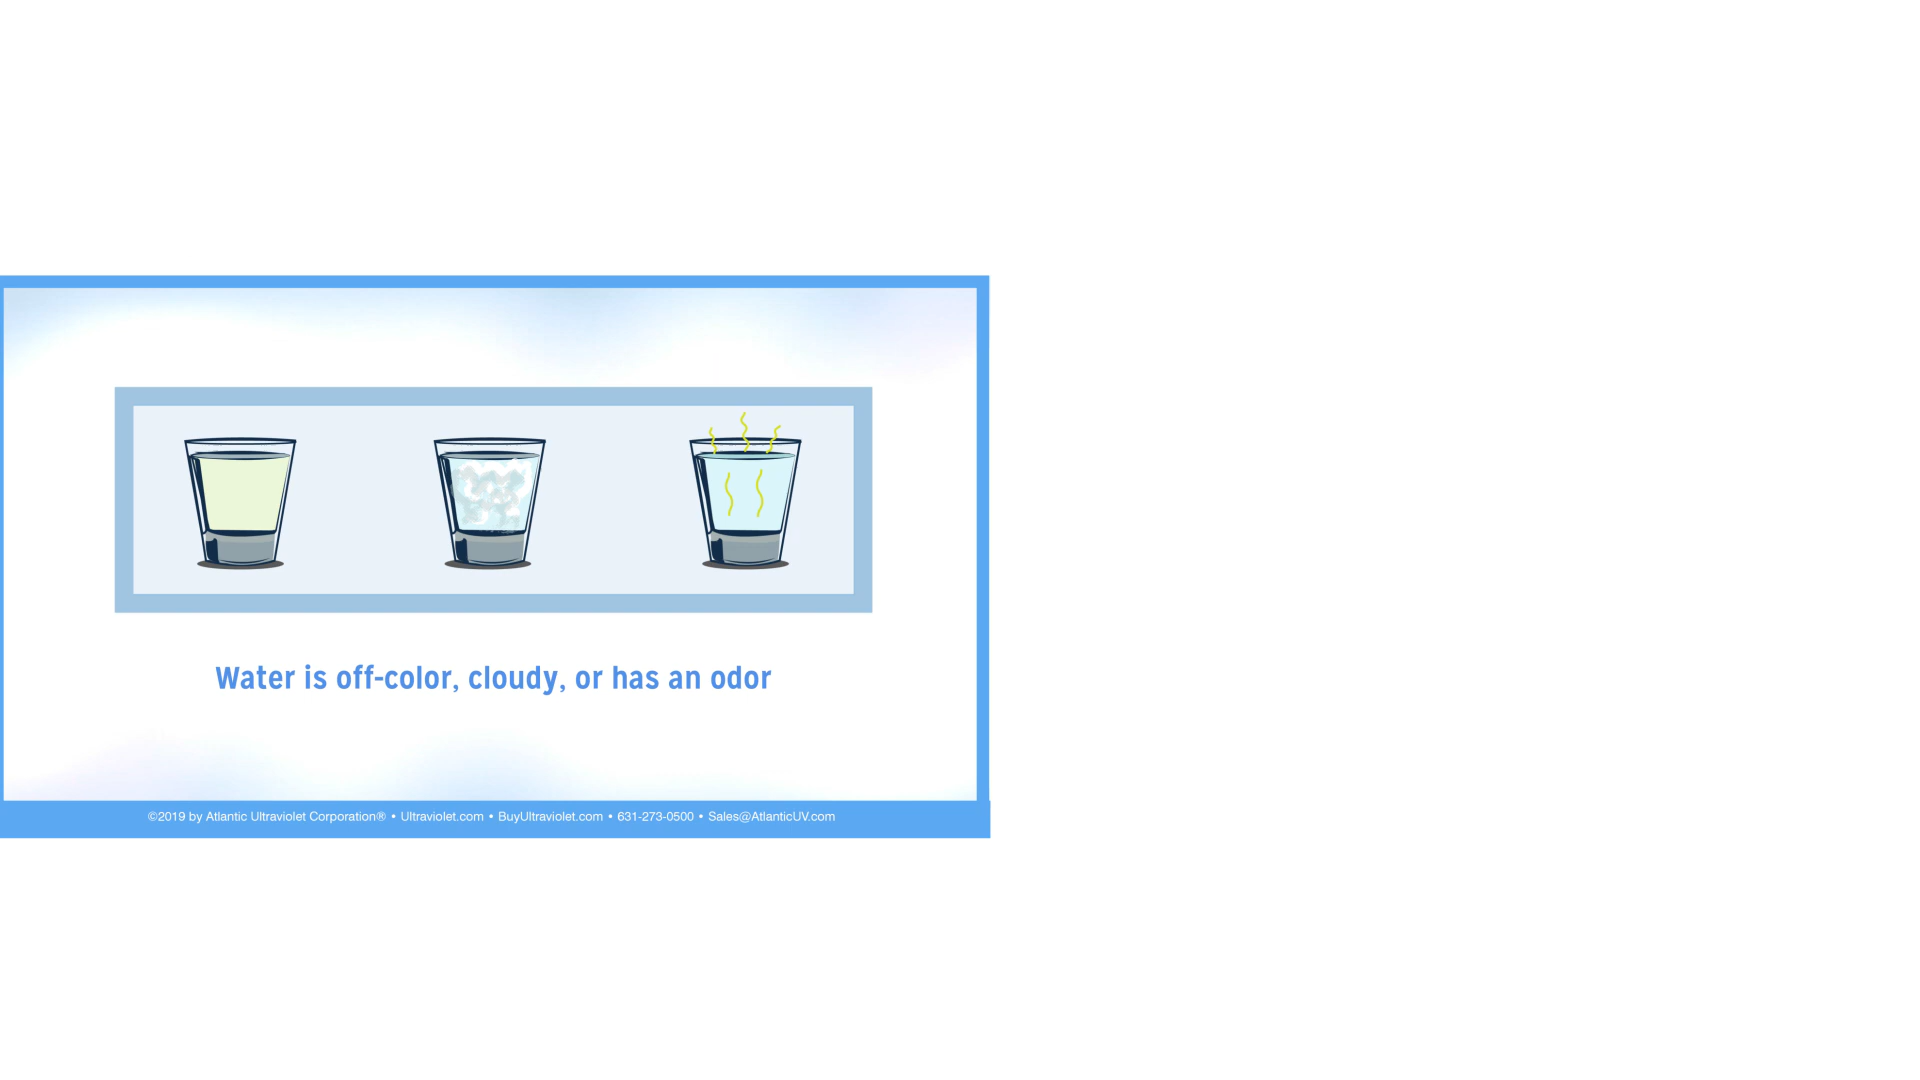 Water is off-color, cloudy, or has an odor
©2019 by Atlantic Ultraviolet Corporation® • Ultraviolet.com • BuyUltraviolet.com • 631-273-0500 • Sales@AtlanticUV.com